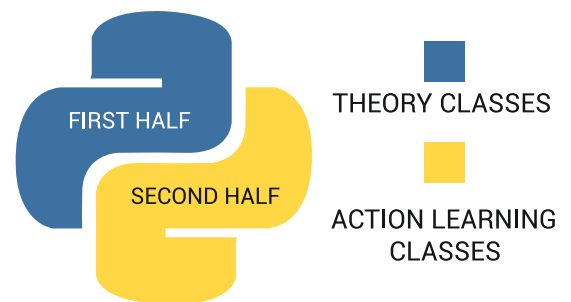 FIRST HALF
SECOND HALF
THEORY CLASSES
ACTION LEARNING
CLASSES